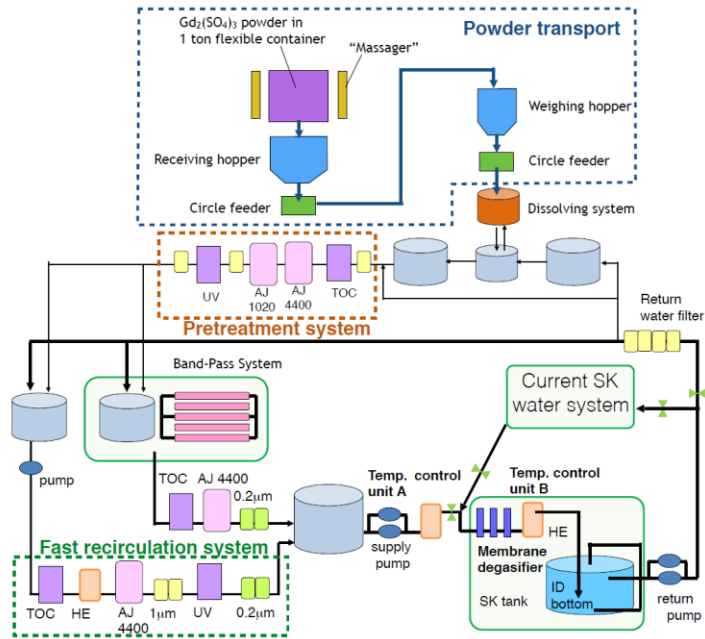 Gd₂(SO₄)₃ powder in
1 ton flexible container
“Massager”
Powder transport
Receiving hopper
Weighing hopper
Circle feeder
Circle feeder
Dissolving system
UV
AJ
1020
AJ
4400
TOC
Pretreatment system
Return
water filter
Band-Pass System
Current SK
water system
pump
TOC
AJ 4400
0.2μm
Temp. control
unit A
supply
pump
Temp. control
unit B
HE
Membrane
degasifier
SK tank
ID
bottom
return
pump
Fast recirculation system
TOC
HE
AJ
4400
1μm
UV
0.2μm